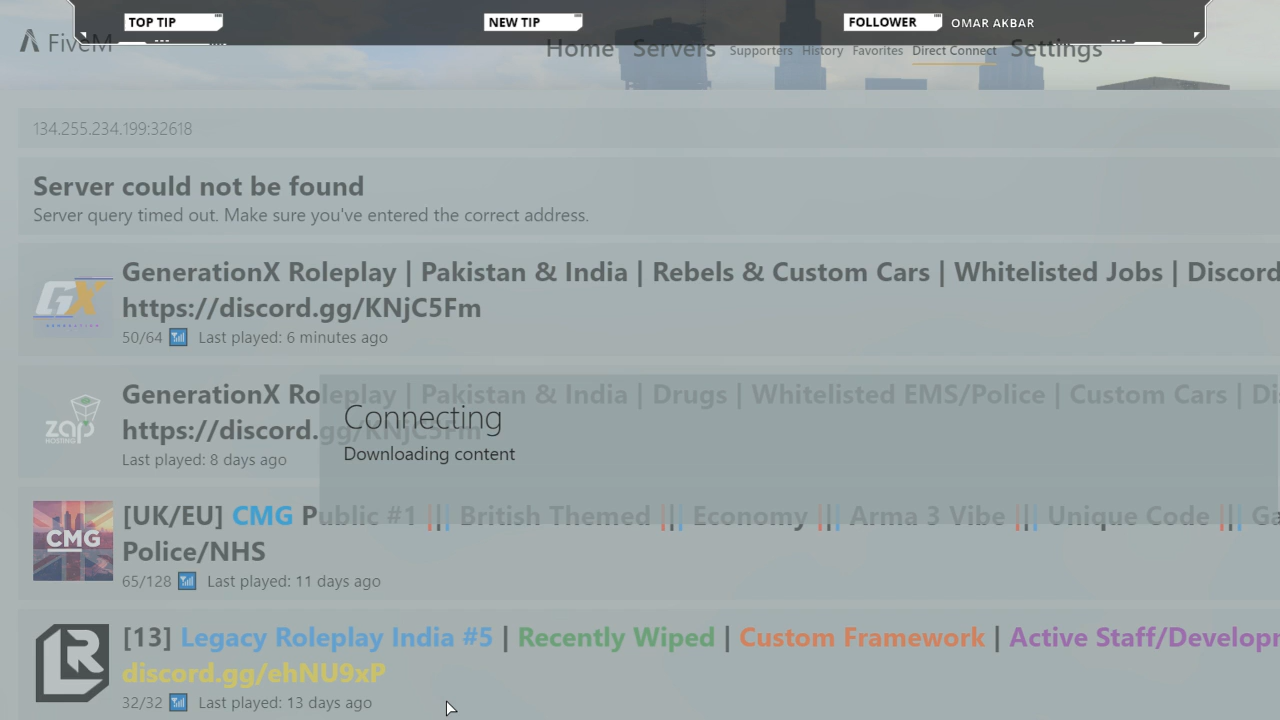 TOP TIP
NEW TIP
FOLLOWER OMAR AKBAR
FiveM
Home Servers Supporters History Favorites Direct Connect Settings
134.255.234.199:32618
Server could not be found
Server query timed out. Make sure you've entered the correct address.
GX
GenerationX Roleplay | Pakistan & India | Rebels & Custom Cars | Whitelisted Jobs | Discord
https://discord.gg/KNjC5Fm
50/64 Last played: 6 minutes ago
zap
HOSTING
GenerationX Roleplay | Pakistan & India | Drugs | Whitelisted EMS/Police | Custom Cars | Di
https://discord.gg/KNjC5Fm
Last played: 8 days ago
Connecting
Downloading content
CMG
[UK/EU] CMG Public #1 ||| British Themed ||| Economy ||| Arma 3 Vibe ||| Unique Code ||| Ga
Police/NHS
65/128 Last played: 11 days ago
LR
[13] Legacy Roleplay India #5 | Recently Wiped | Custom Framework | Active Staff/Develop
discord.gg/ehNU9xP
32/32 Last played: 13 days ago